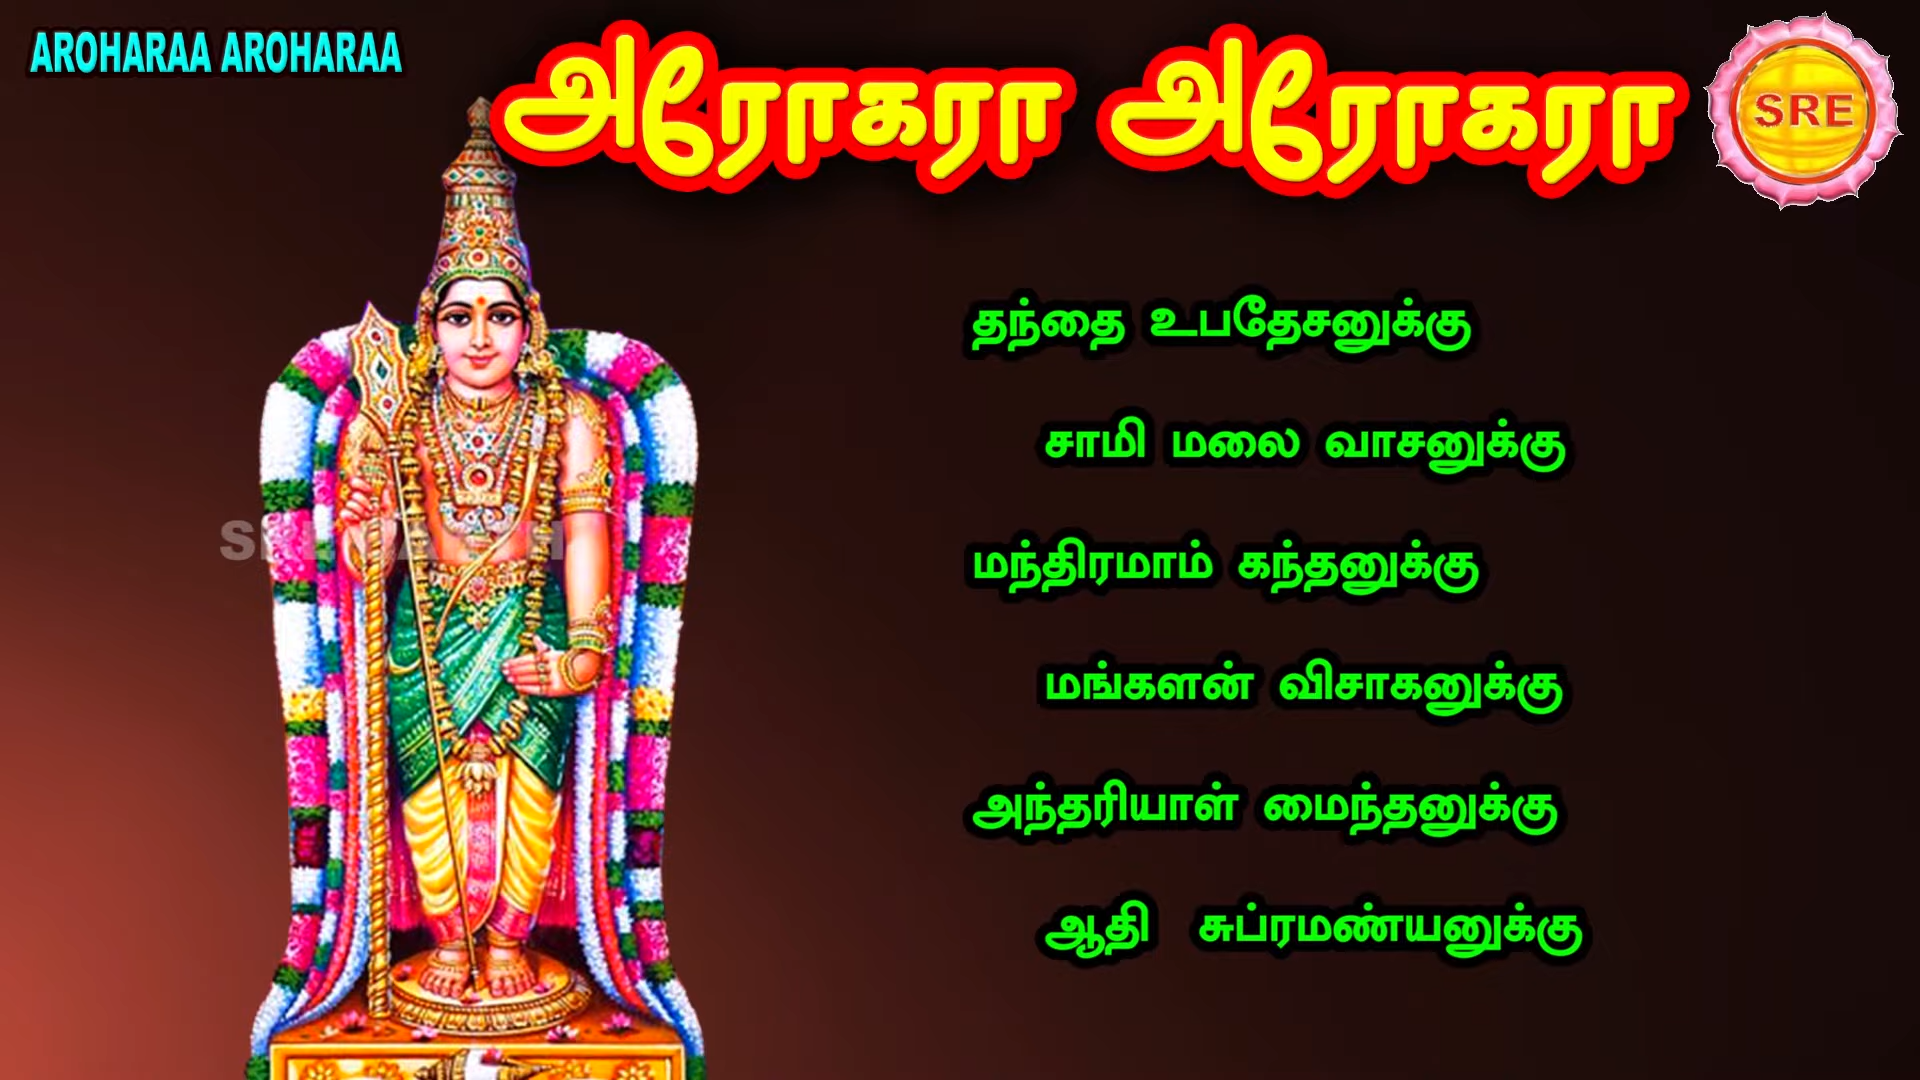 AROHARAA AROHARAA
அரோகரா அரோகரா
SRE
தந்தை உபதேசனுக்கு
சாமி மலை வாசனுக்கு
மந்திரமாம் கந்தனுக்கு
மங்களன் விசாகனுக்கு
அந்தரியாள் மைந்தனுக்கு
ஆதி சுப்ரமண்யனுக்கு